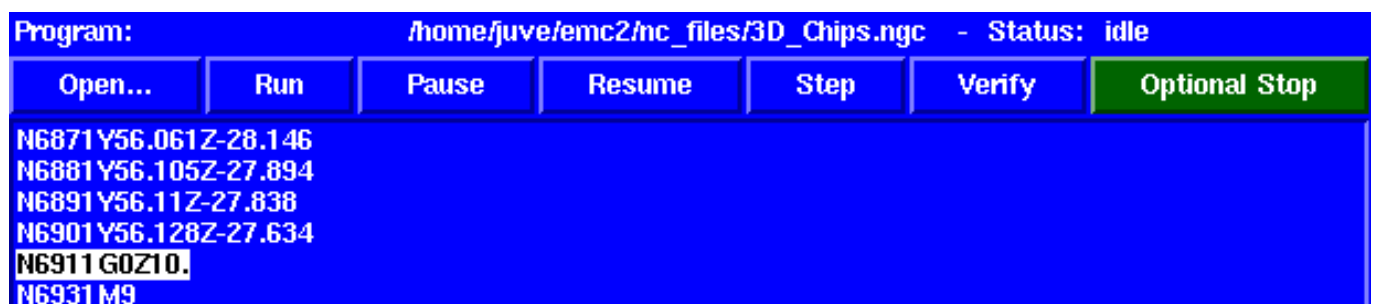 Program: /home/juve/emc2/nc_files/3D_Chips.ngc - Status: idle
Open... Run Pause Resume Step Verify Optional Stop
N6871Y56.061Z-28.146
N6881Y56.105Z-27.894
N6891Y56.11Z-27.838
N6901Y56.128Z-27.634
N6911G0Z10.
N6931M9